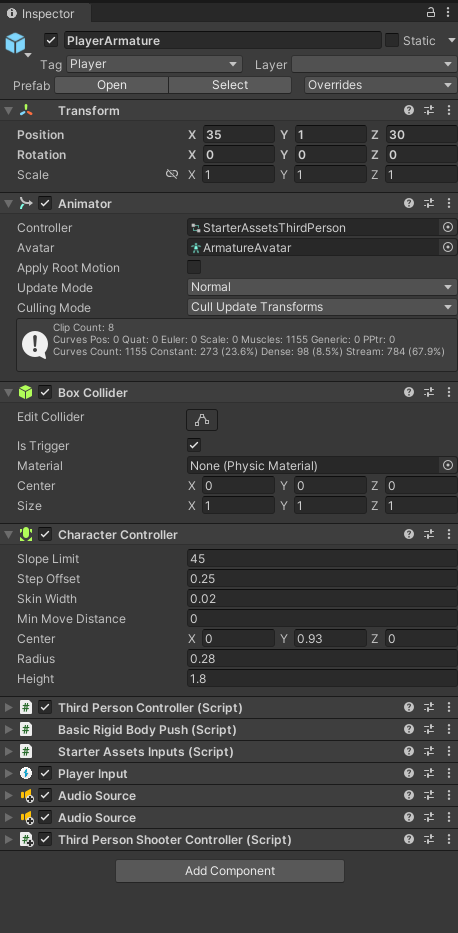 Inspector
PlayerArmature Static
Tag Player Layer
Prefab Open Select Overrides
Transform
Position X 35 Y 1 Z 30
Rotation X 0 Y 0 Z 0
Scale X 1 Y 1 Z 1
Animator
Controller StarterAssetsThirdPerson
Avatar ArmatureAvatar
Apply Root Motion
Update Mode Normal
Culling Mode Cull Update Transforms
Clip Count: 8
Curves Pos: 0 Quat: 0 Euler: 0 Scale: 0 Muscles: 1155 Generic: 0 PPtr: 0
Curves Count: 1155 Constant: 273 (23.6%) Dense: 98 (8.5%) Stream: 784 (67.9%)
Box Collider
Edit Collider
Is Trigger
Material None (Physic Material)
Center X 0 Y 0 Z 0
Size X 1 Y 1 Z 1
Character Controller
Slope Limit 45
Step Offset 0.25
Skin Width 0.02
Min Move Distance 0
Center X 0 Y 0.93 Z 0
Radius 0.28
Height 1.8
Third Person Controller (Script)
Basic Rigid Body Push (Script)
Starter Assets Inputs (Script)
Player Input
Audio Source
Audio Source
Third Person Shooter Controller (Script)
Add Component